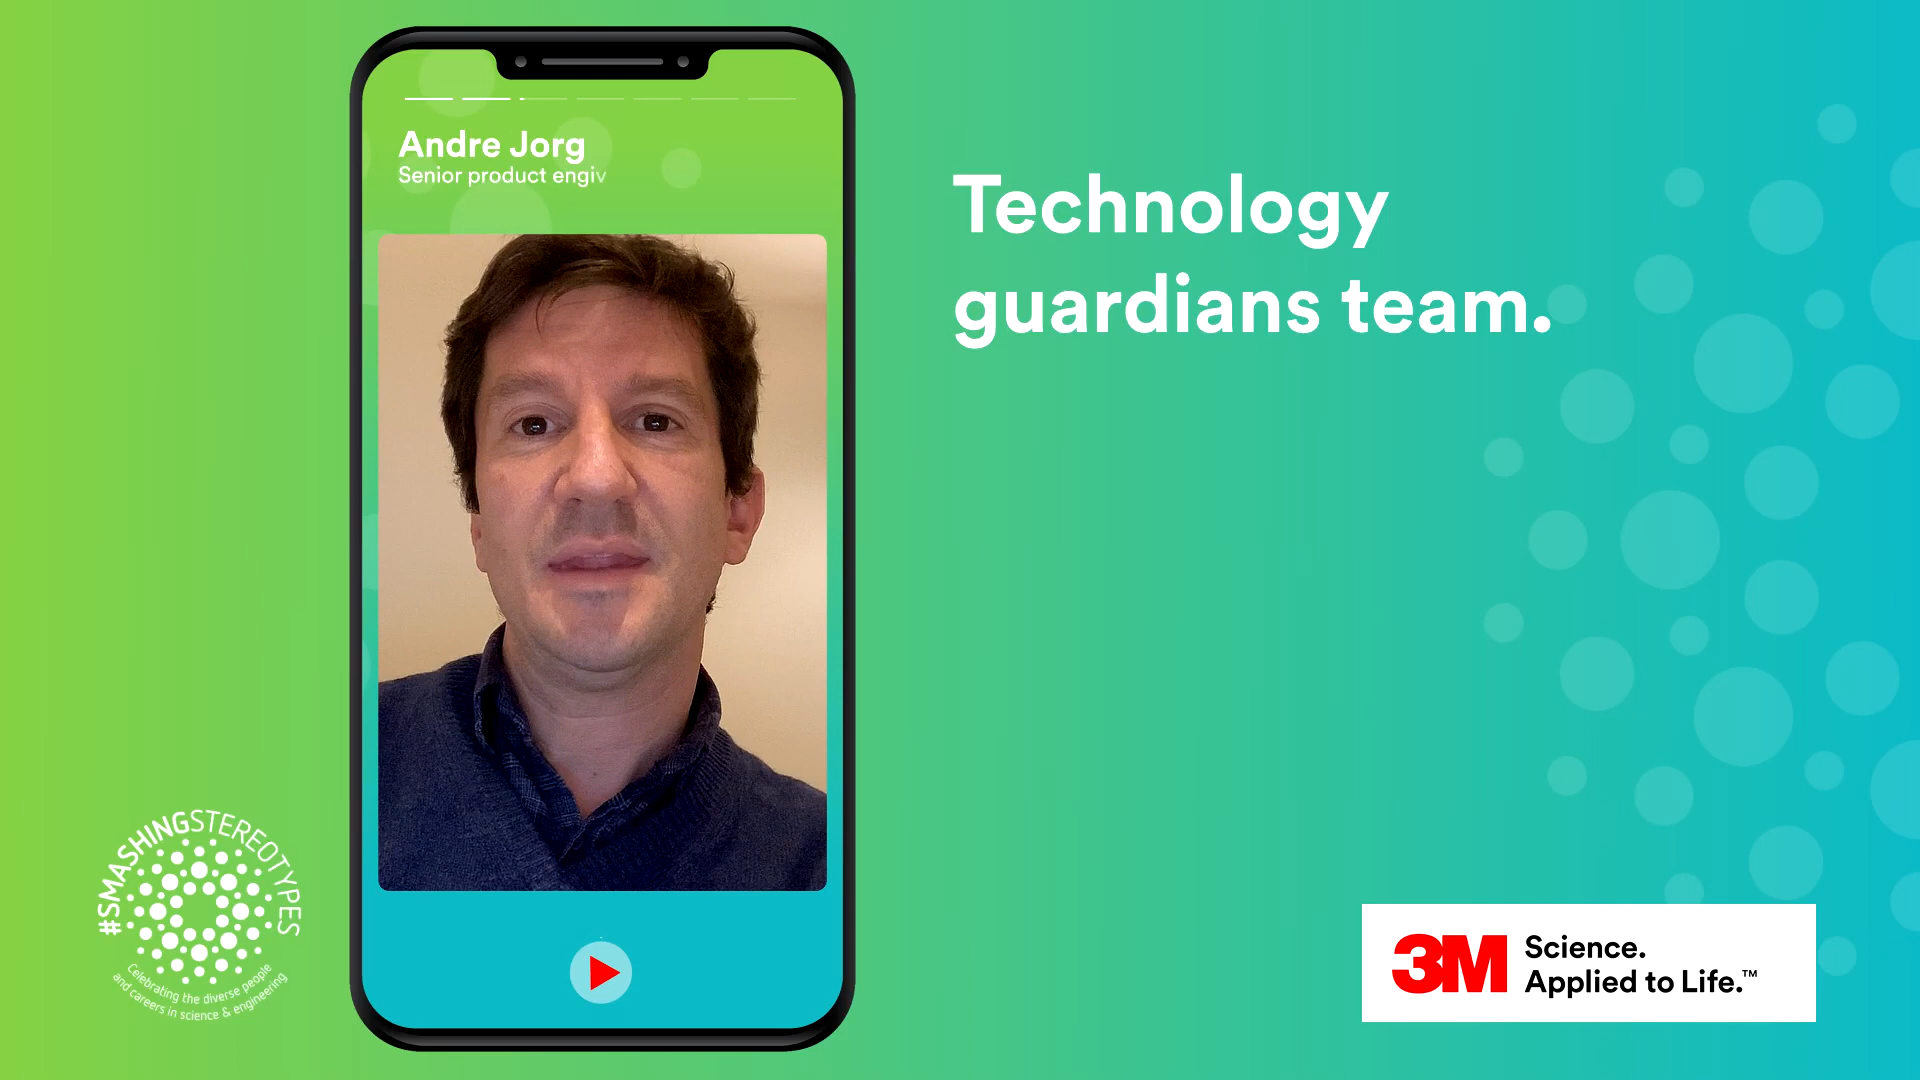 Andre Jorg
Senior product engiv
Technology
guardians team.
#SMASHINGSTEREOTYPES
Celebrating the diverse people
and careers in science & engineering
3M Science.
Applied to Life.™